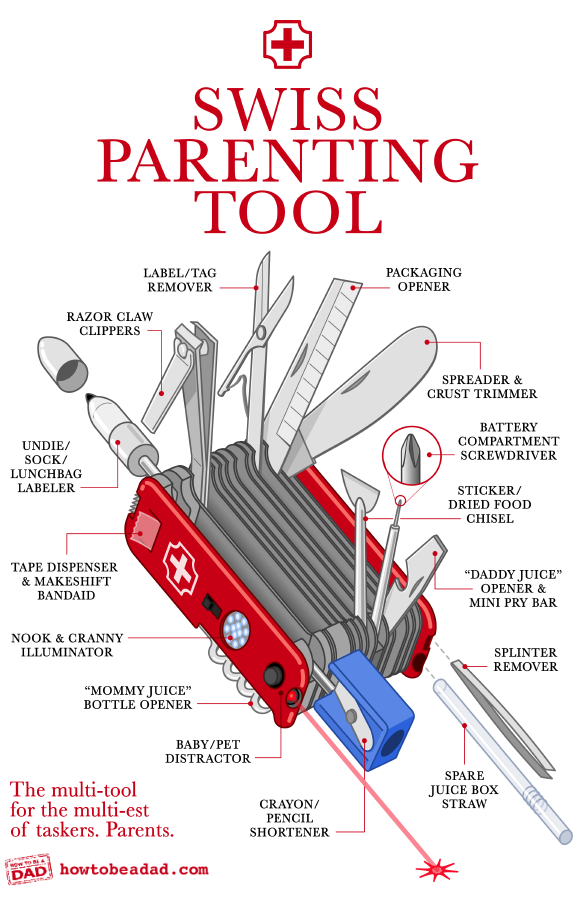 SWISS
PARENTING
TOOL
LABEL/TAG
REMOVER
PACKAGING
OPENER
RAZOR CLAW
CLIPPERS
SPREADER &
CRUST TRIMMER
BATTERY
COMPARTMENT
SCREWDRIVER
UNDIE/
SOCK/
LUNCHBAG
LABELER
STICKER/
DRIED FOOD
CHISEL
TAPE DISPENSER
& MAKESHIFT
BANDAID
“DADDY JUICE”
OPENER &
MINI PRY BAR
NOOK & CRANNY
ILLUMINATOR
SPLINTER
REMOVER
“MOMMY JUICE”
BOTTLE OPENER
BABY/PET
DISTRACTOR
SPARE
JUICE BOX
STRAW
CRAYON/
PENCIL
SHORTENER
The multi-tool
for the multi-est
of taskers. Parents.
HOW TO BE A
DAD
howtobeadad.com